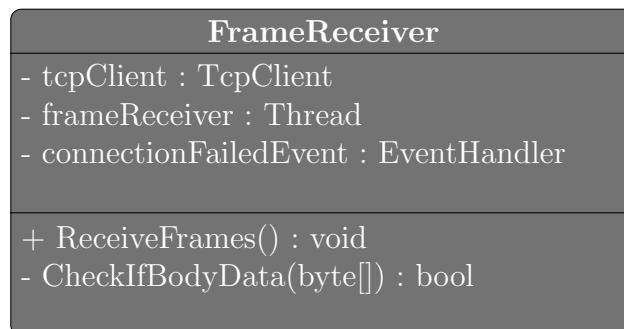 FrameReceiver
- tcpClient : TcpClient
- frameReceiver : Thread
- connectionFailedEvent : EventHandler
+ ReceiveFrames() : void
- CheckIfBodyData(byte[]) : bool